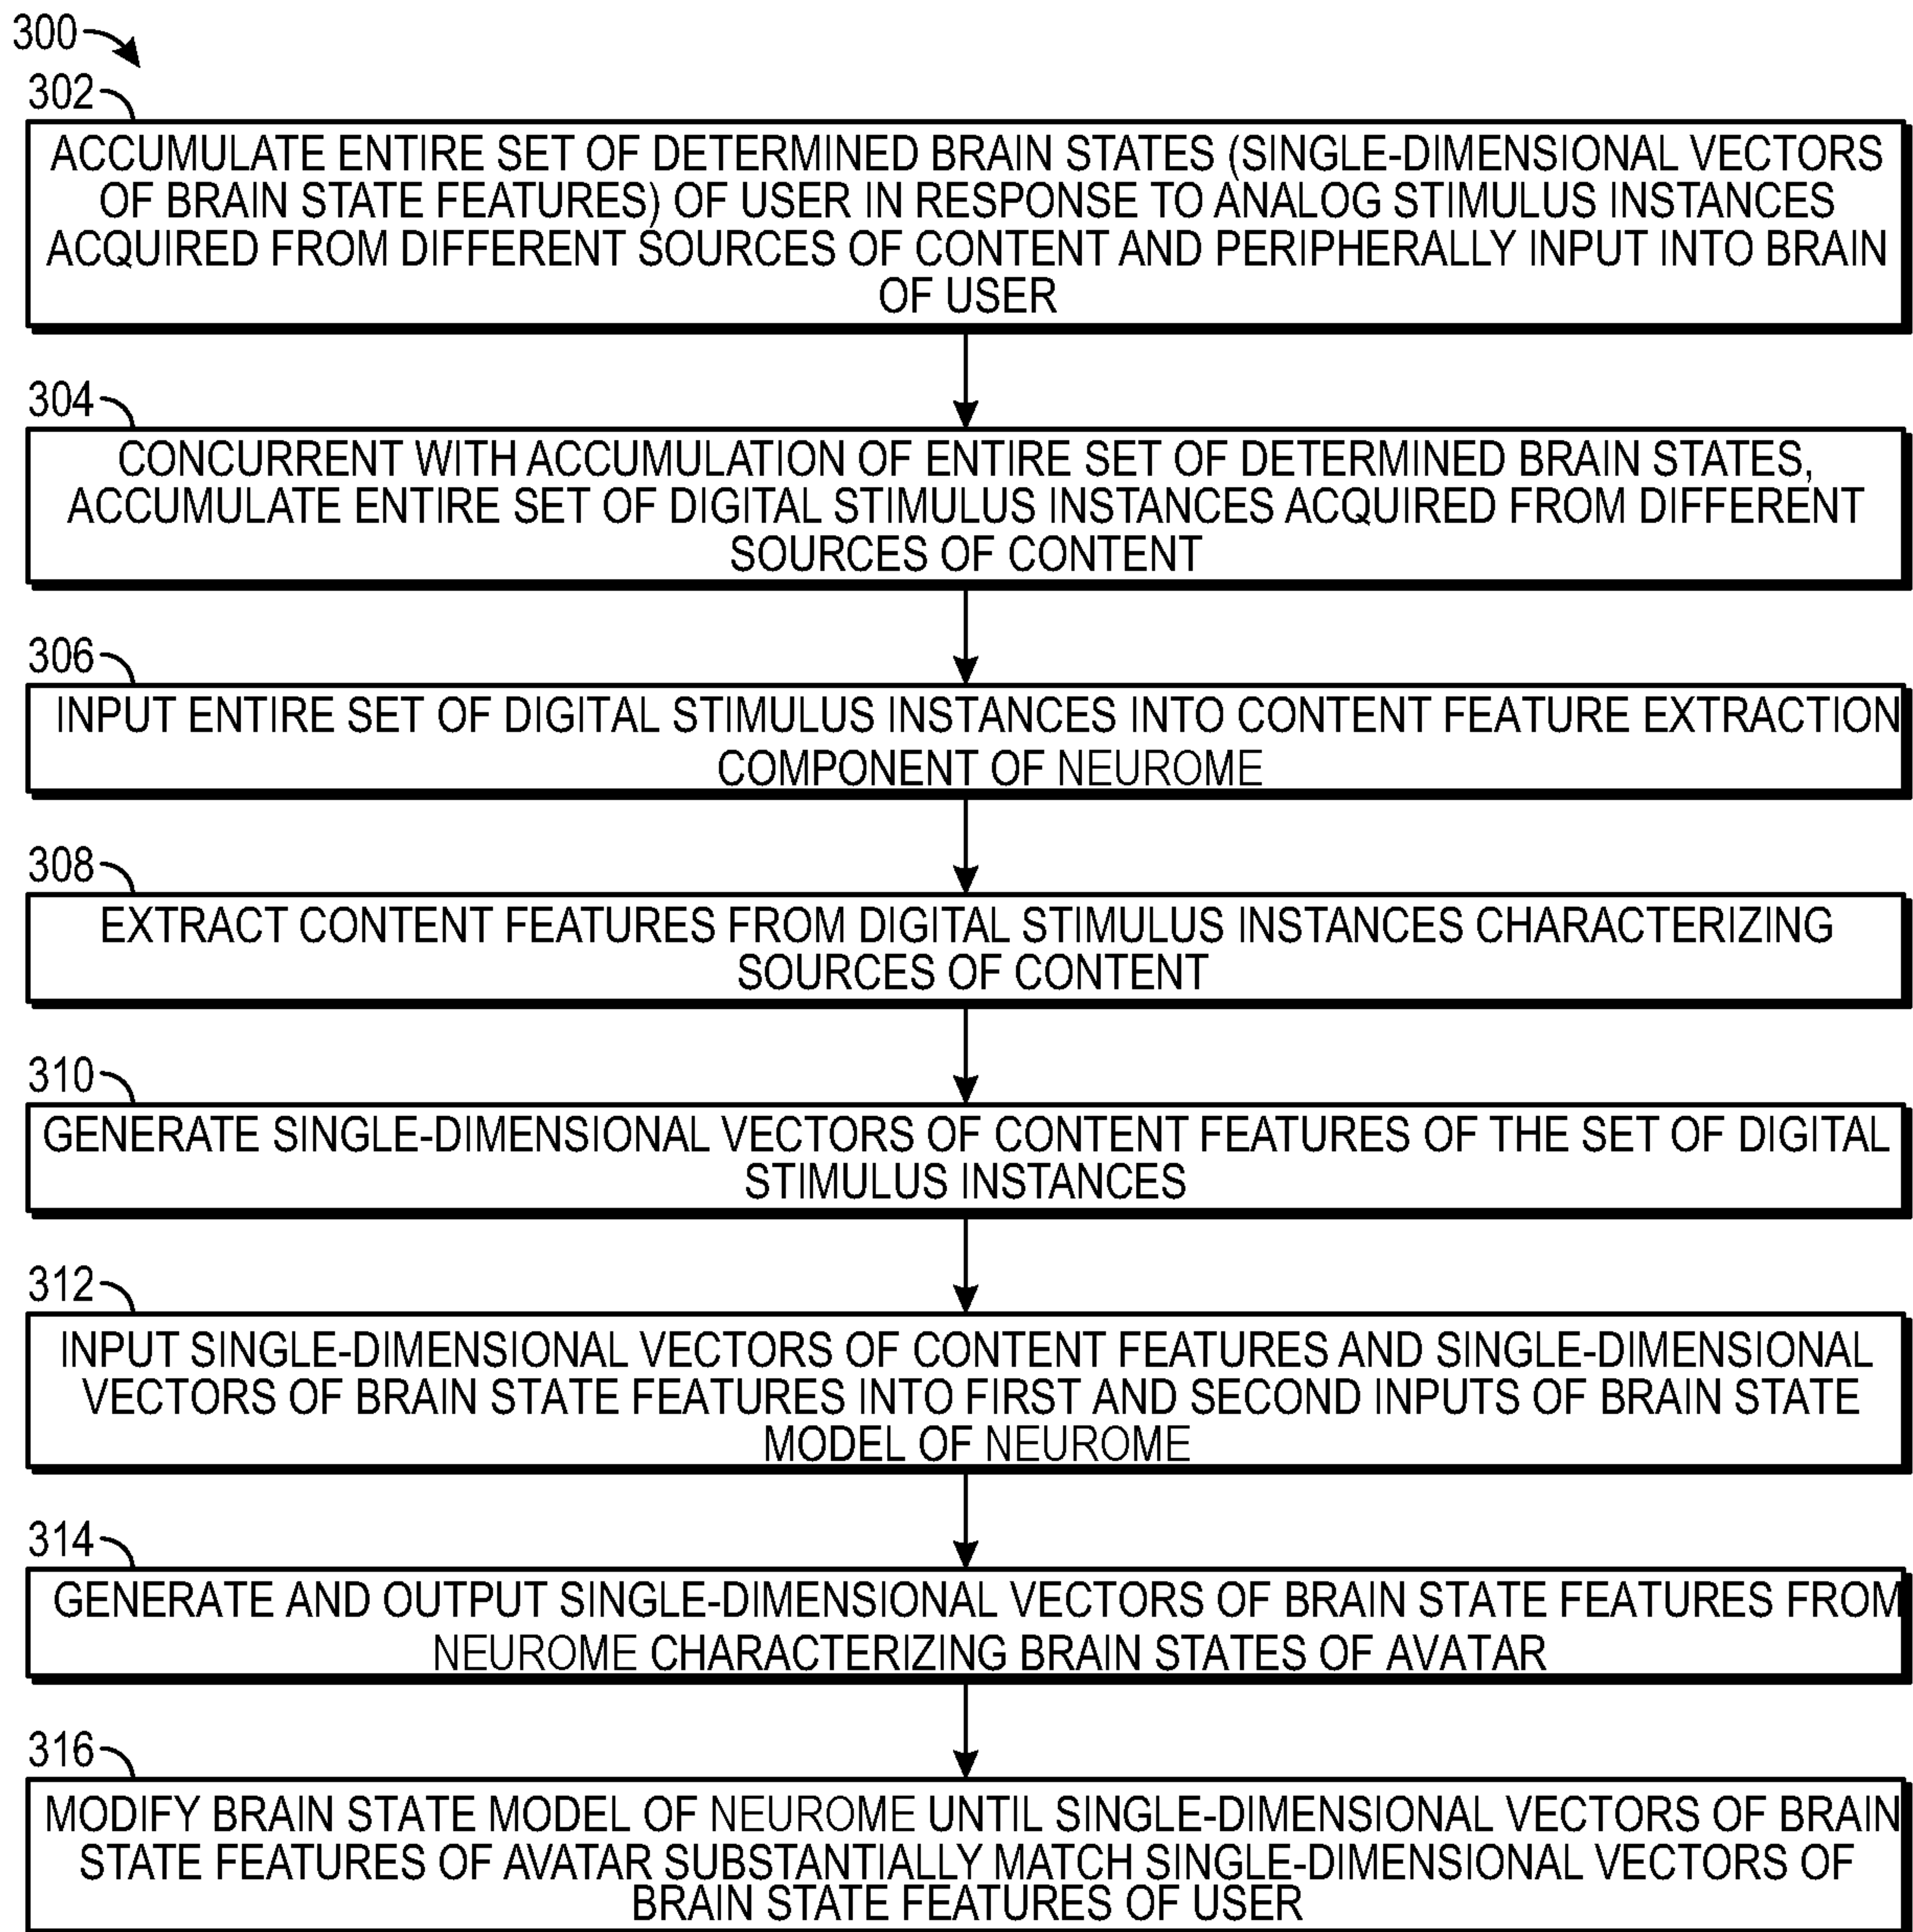 300
302
ACCUMULATE ENTIRE SET OF DETERMINED BRAIN STATES (SINGLE-DIMENSIONAL VECTORS
OF BRAIN STATE FEATURES) OF USER IN RESPONSE TO ANALOG STIMULUS INSTANCES
ACQUIRED FROM DIFFERENT SOURCES OF CONTENT AND PERIPHERALLY INPUT INTO BRAIN
OF USER
304
CONCURRENT WITH ACCUMULATION OF ENTIRE SET OF DETERMINED BRAIN STATES,
ACCUMULATE ENTIRE SET OF DIGITAL STIMULUS INSTANCES ACQUIRED FROM DIFFERENT
SOURCES OF CONTENT
306
INPUT ENTIRE SET OF DIGITAL STIMULUS INSTANCES INTO CONTENT FEATURE EXTRACTION
COMPONENT OF NEUROME
308
EXTRACT CONTENT FEATURES FROM DIGITAL STIMULUS INSTANCES CHARACTERIZING
SOURCES OF CONTENT
310
GENERATE SINGLE-DIMENSIONAL VECTORS OF CONTENT FEATURES OF THE SET OF DIGITAL
STIMULUS INSTANCES
312
INPUT SINGLE-DIMENSIONAL VECTORS OF CONTENT FEATURES AND SINGLE-DIMENSIONAL
VECTORS OF BRAIN STATE FEATURES INTO FIRST AND SECOND INPUTS OF BRAIN STATE
MODEL OF NEUROME
314
GENERATE AND OUTPUT SINGLE-DIMENSIONAL VECTORS OF BRAIN STATE FEATURES FROM
NEUROME CHARACTERIZING BRAIN STATES OF AVATAR
316
MODIFY BRAIN STATE MODEL OF NEUROME UNTIL SINGLE-DIMENSIONAL VECTORS OF BRAIN
STATE FEATURES OF AVATAR SUBSTANTIALLY MATCH SINGLE-DIMENSIONAL VECTORS OF
BRAIN STATE FEATURES OF USER